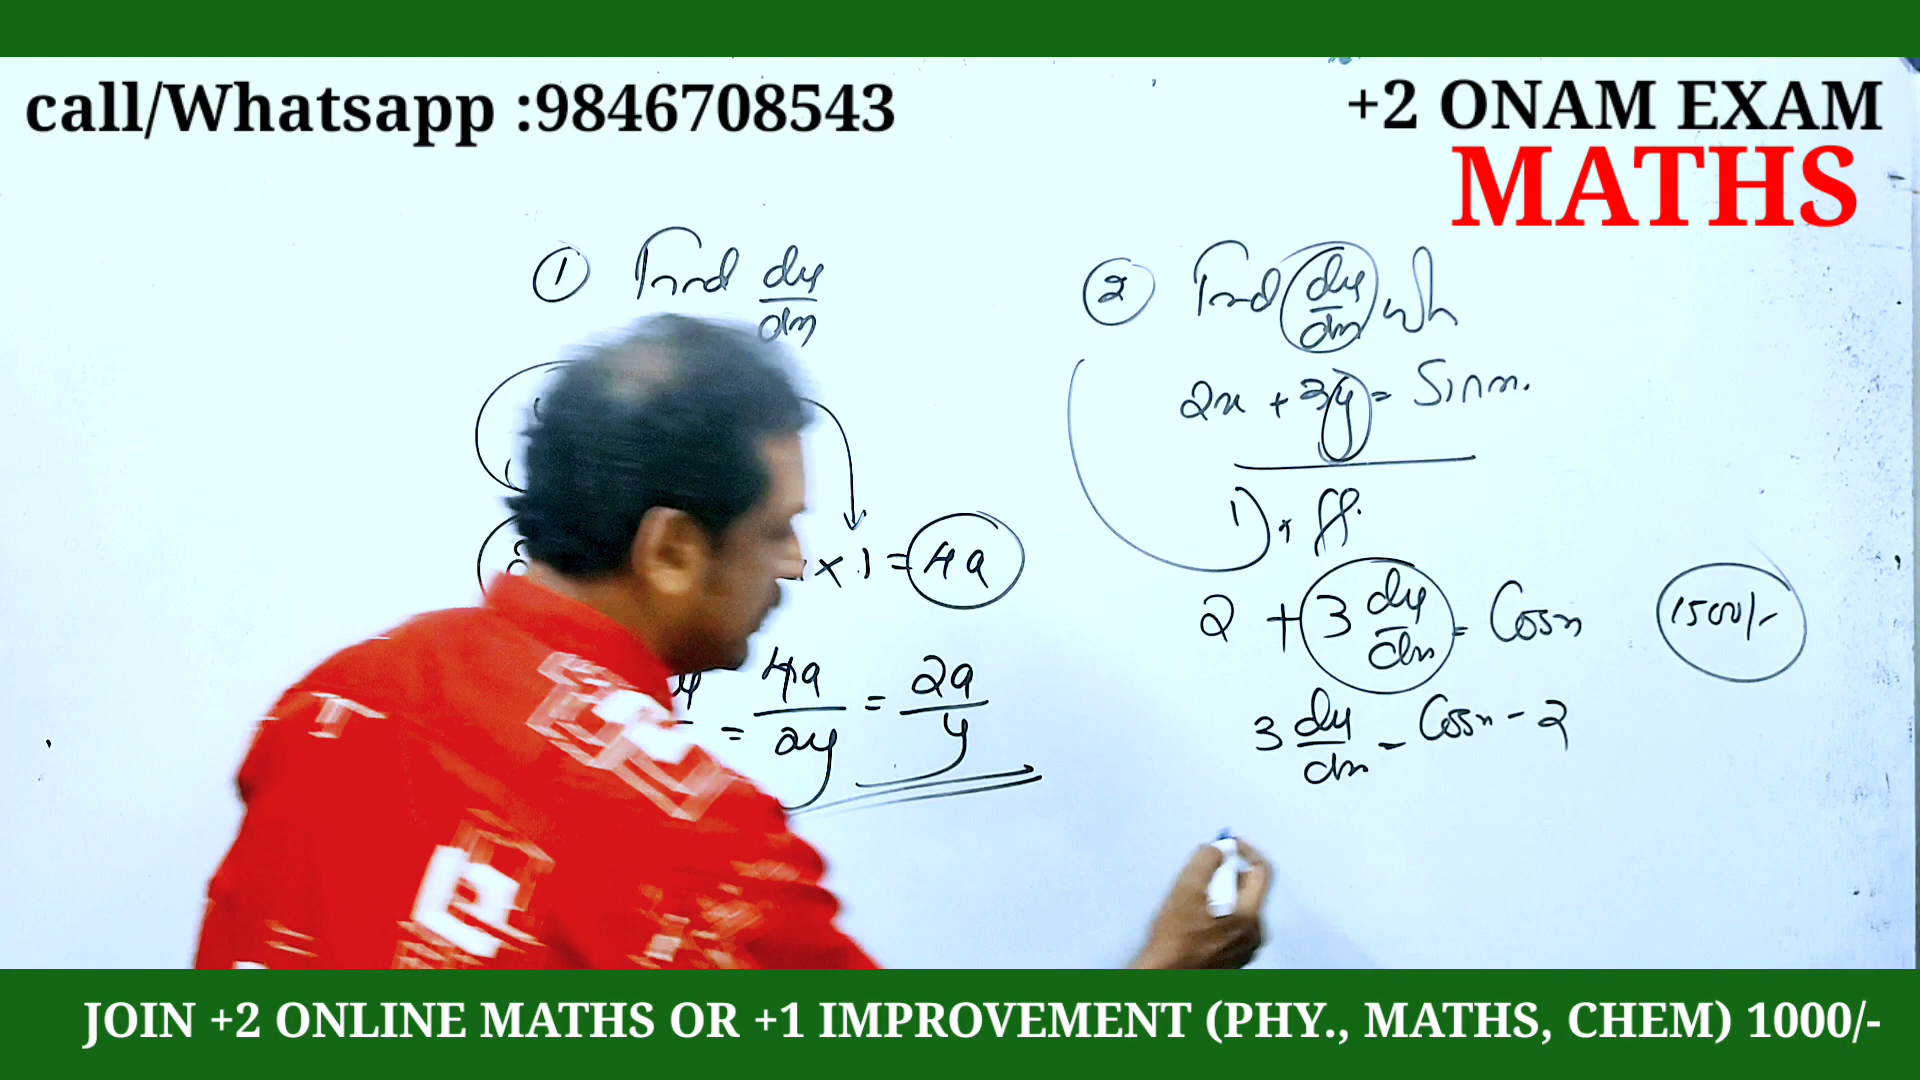 call/Whatsapp :9846708543
+2 ONAM EXAM
MATHS
① Find dy/dx
x 1 = 4a
= 4a/2y = 2a/y
② Find dy/dx
2x + 3y = Sinx.
2 + 3 dy/dx = Cosx
1500/-
3 dy/dx = Cosx - 2
JOIN +2 ONLINE MATHS OR +1 IMPROVEMENT (PHY., MATHS, CHEM) 1000/-